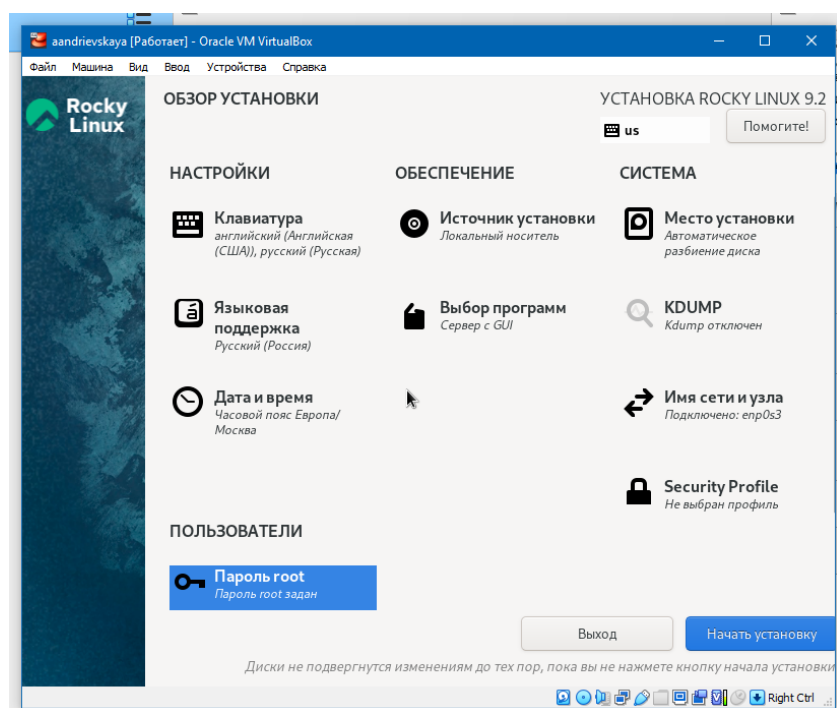 aandrievskaya [Работает] - Oracle VM VirtualBox
Файл Машина Вид Ввод Устройства Справка
Rocky
Linux
ОБЗОР УСТАНОВКИ
УСТАНОВКА ROCKY LINUX 9.2
us
Помогите!
НАСТРОЙКИ
Клавиатура
английский (Английская
(США)), русский (Русская)
Языковая
поддержка
Русский (Россия)
Дата и время
Часовой пояс Европа/
Москва
ОБЕСПЕЧЕНИЕ
Источник установки
Локальный носитель
Выбор программ
Сервер с GUI
СИСТЕМА
Место установки
Автоматическое
разбиение диска
KDUMP
Kdump отключен
Имя сети и узла
Подключено: enp0s3
Security Profile
Не выбран профиль
ПОЛЬЗОВАТЕЛИ
Пароль root
Пароль root задан
Выход
Начать установку
Диски не подвергнутся изменениям до тех пор, пока вы не нажмете кнопку начала установки
Right Ctrl